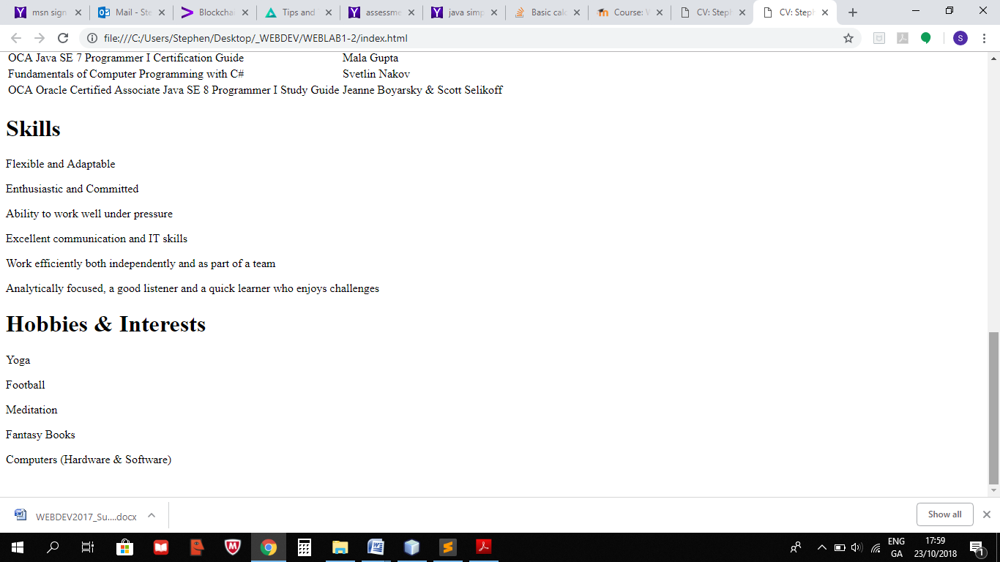 msn sign
Mail - Ste
Blockchai
Tips and
assessme
java simp
Basic calc
Course: W
CV: Steph
CV: Steph
file:///C:/Users/Stephen/Desktop/_WEBDEV/WEBLAB1-2/index.html
S
OCA Java SE 7 Programmer I Certification Guide Mala Gupta
Fundamentals of Computer Programming with C# Svetlin Nakov
OCA Oracle Certified Associate Java SE 8 Programmer I Study Guide Jeanne Boyarsky & Scott Selikoff
Skills
Flexible and Adaptable
Enthusiastic and Committed
Ability to work well under pressure
Excellent communication and IT skills
Work efficiently both independently and as part of a team
Analytically focused, a good listener and a quick learner who enjoys challenges
Hobbies & Interests
Yoga
Football
Meditation
Fantasy Books
Computers (Hardware & Software)
WEBDEV2017_Su....docx
Show all
ENG 17:59
GA 23/10/2018
1